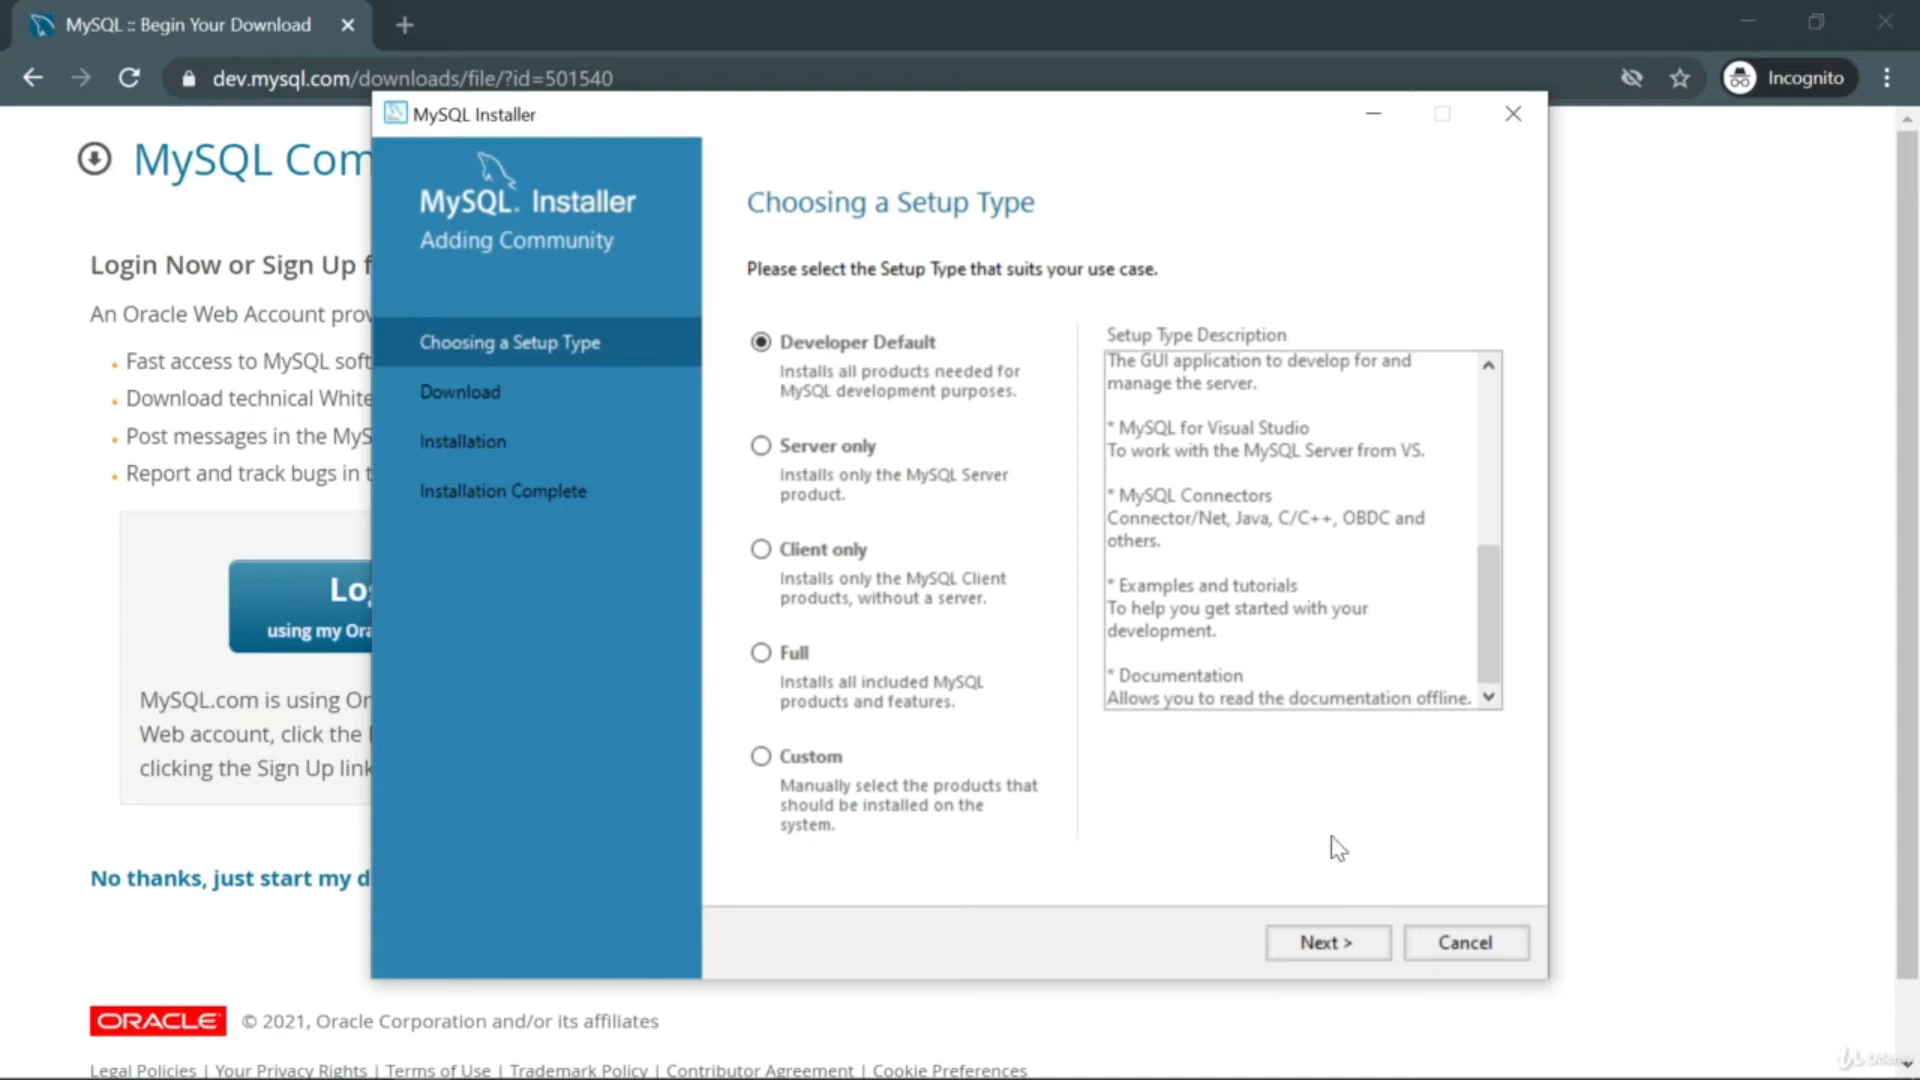 MySQL :: Begin Your Download
dev.mysql.com/downloads/file/?id=501540
Incognito
MySQL Com
Login Now or Sign Up f
An Oracle Web Account prov
Fast access to MySQL soft
Download technical White
Post messages in the MyS
Report and track bugs in t
Log
using my Ora
MySQL.com is using Or
Web account, click the
clicking the Sign Up link
No thanks, just start my d
ORACLE
© 2021, Oracle Corporation and/or its affiliates
Legal Policies | Your Privacy Rights | Terms of Use | Trademark Policy | Contributor Agreement | Cookie Preferences
MySQL Installer
MySQL. Installer
Adding Community
Choosing a Setup Type
Download
Installation
Installation Complete
Choosing a Setup Type
Please select the Setup Type that suits your use case.
Developer Default
Installs all products needed for
MySQL development purposes.
Server only
Installs only the MySQL Server
product.
Client only
Installs only the MySQL Client
products, without a server.
Full
Installs all included MySQL
products and features.
Custom
Manually select the products that
should be installed on the
system.
Setup Type Description
The GUI application to develop for and
manage the server.
* MySQL for Visual Studio
To work with the MySQL Server from VS.
* MySQL Connectors
Connector/Net, Java, C/C++, OBDC and
others.
* Examples and tutorials
To help you get started with your
development.
* Documentation
Allows you to read the documentation offline.
Next >
Cancel
Udemy